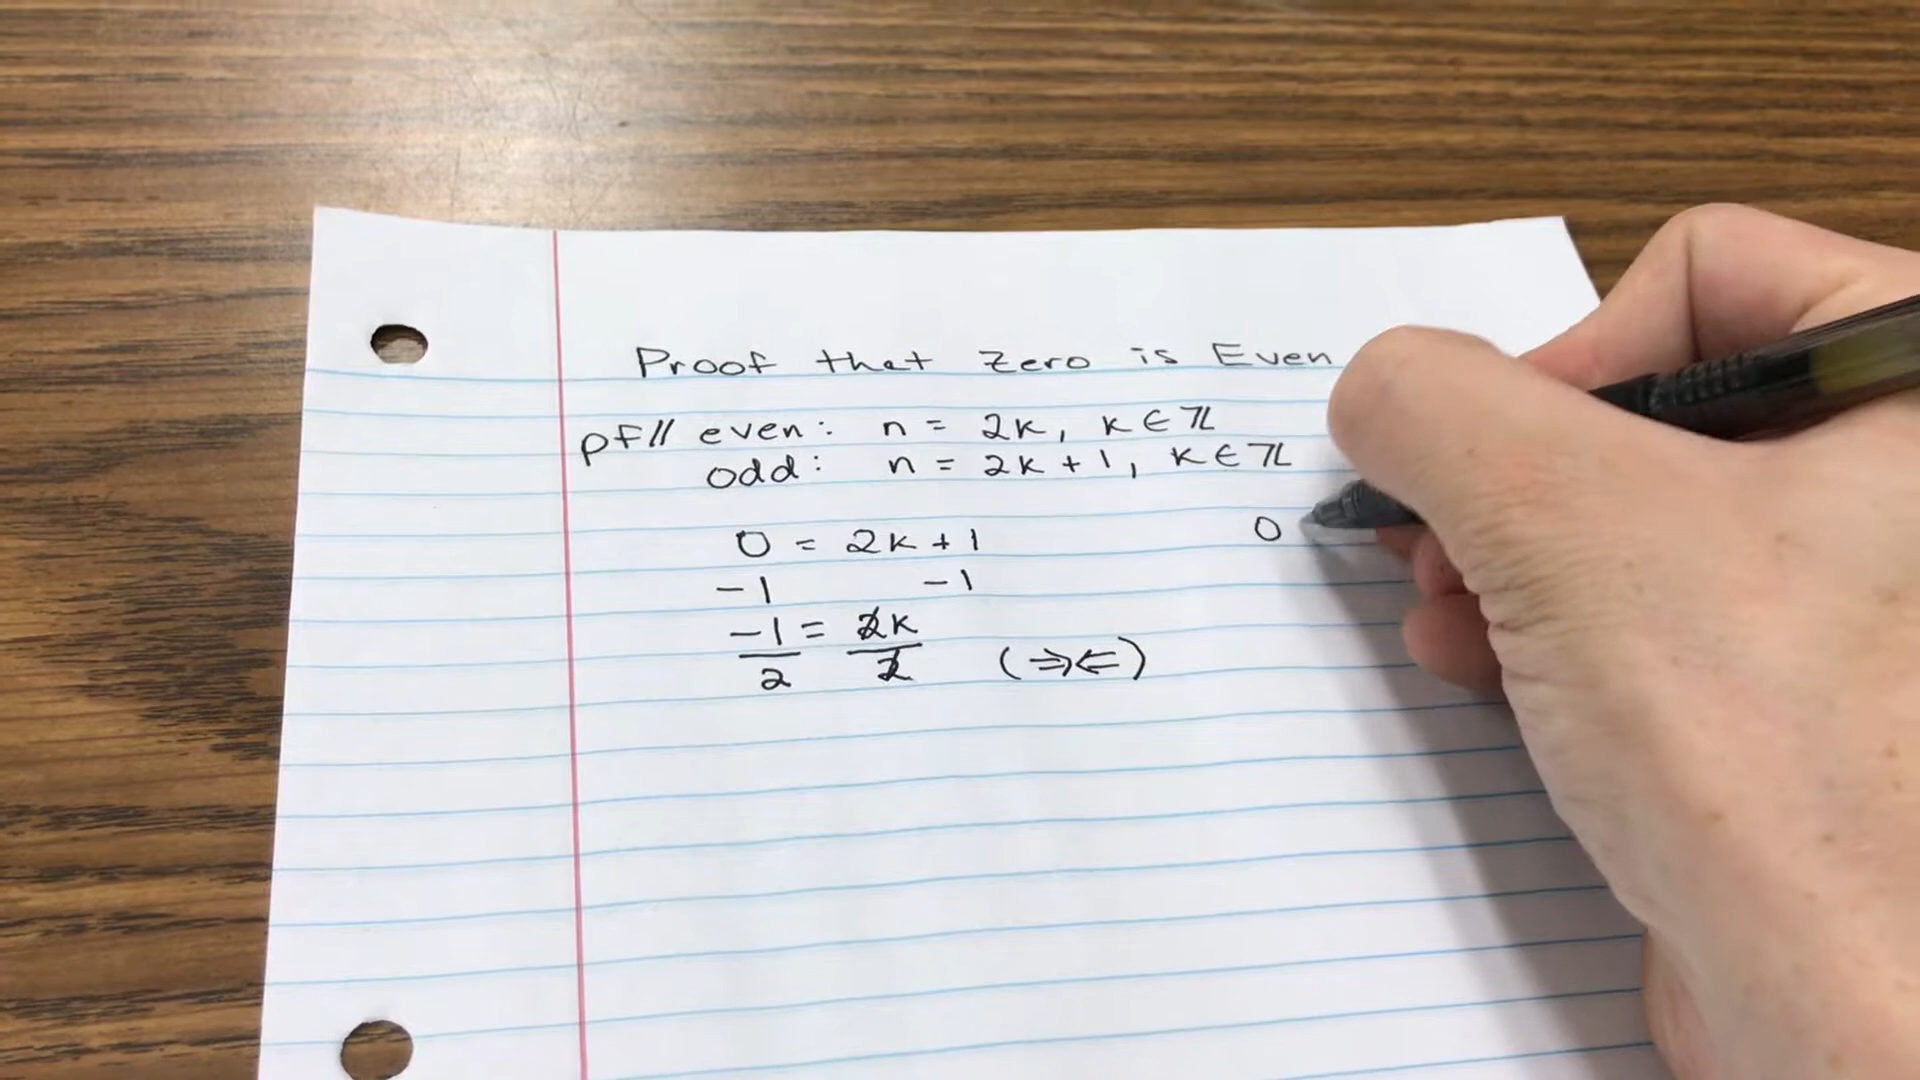 Proof that Zero is Even
pf// even: n = 2k, k ∈ ℤ
odd: n = 2k + 1, k ∈ ℤ
0 = 2k + 1
0
-1 -1
-1 = 2k
2 2 (⇒⇐)